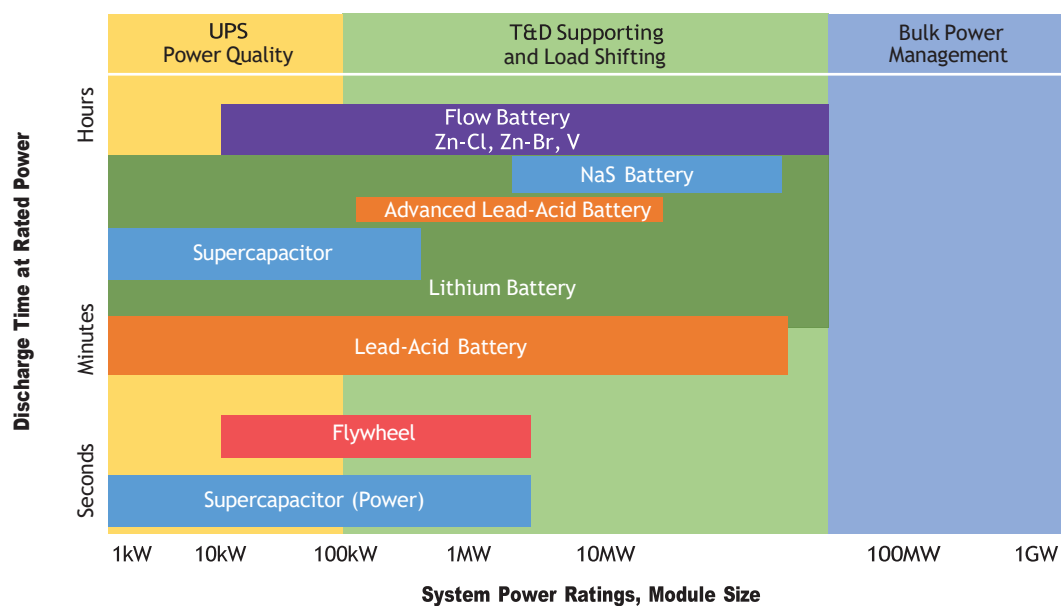 UPS
Power Quality
T&D Supporting
and Load Shifting
Bulk Power
Management
Discharge Time at Rated Power
Hours
Minutes
Seconds
Flow Battery
Zn-Cl, Zn-Br, V
NaS Battery
Advanced Lead-Acid Battery
Supercapacitor
Lithium Battery
Lead-Acid Battery
Flywheel
Supercapacitor (Power)
1kW 10kW 100kW 1MW 10MW 100MW 1GW
System Power Ratings, Module Size